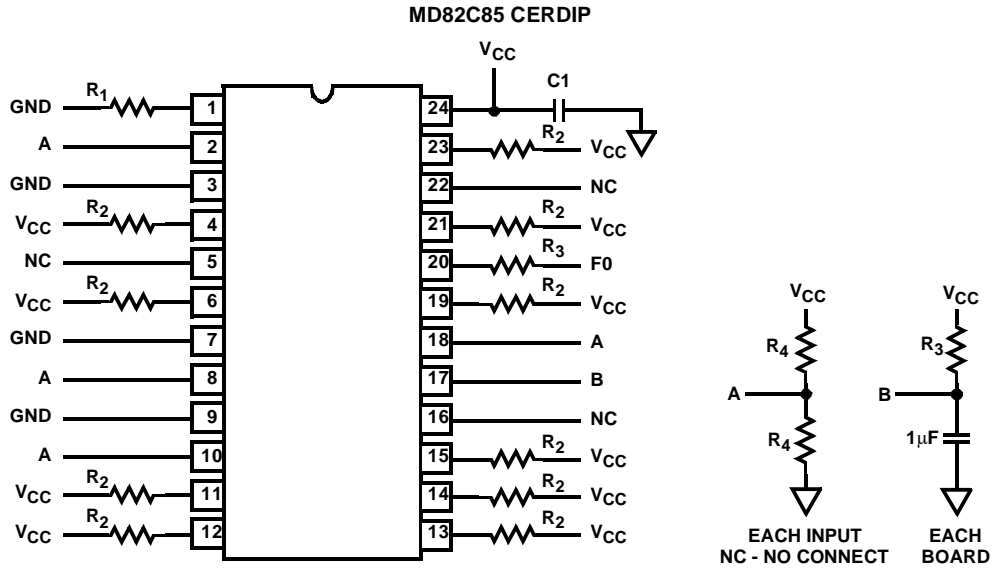 MD82C85 CERDIP
VCC
C1
GND R1 1
A 2
GND 3
VCC R2 4
NC 5
VCC R2 6
GND 7
A 8
GND 9
A 10
VCC R2 11
VCC R2 12
24
23 R2 VCC
22 NC
21 R2 VCC
20 R3 F0
19 R2 VCC
18 A
17 B
16 NC
15 R2 VCC
14 R2 VCC
13 R2 VCC
VCC
R4
A
R4
EACH INPUT
NC - NO CONNECT
VCC
R3
B
1μF
EACH
BOARD